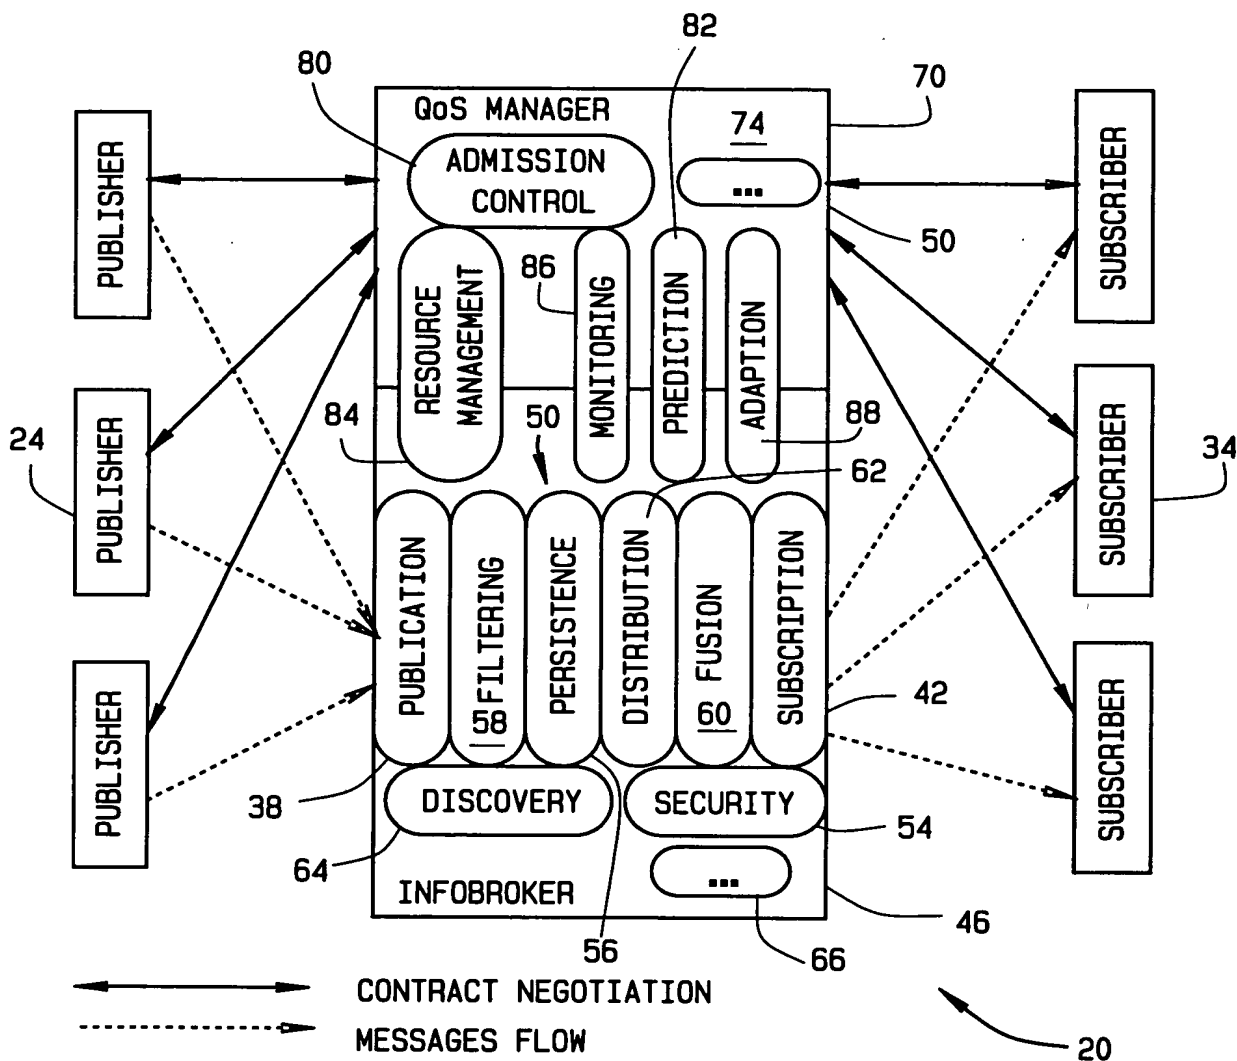 82
80
70
QoS MANAGER
74
ADMISSION
CONTROL
...
50
PUBLISHER
SUBSCRIBER
86
RESOURCE
MANAGEMENT
MONITORING
PREDICTION
ADAPTION
84
50
88
62
24
PUBLISHER
SUBSCRIBER
34
PUBLICATION
FILTERING
58
PERSISTENCE
DISTRIBUTION
FUSION
60
SUBSCRIPTION
42
PUBLISHER
SUBSCRIBER
38
DISCOVERY
SECURITY
54
64
INFOBROKER
...
46
56
66
CONTRACT NEGOTIATION
MESSAGES FLOW
20